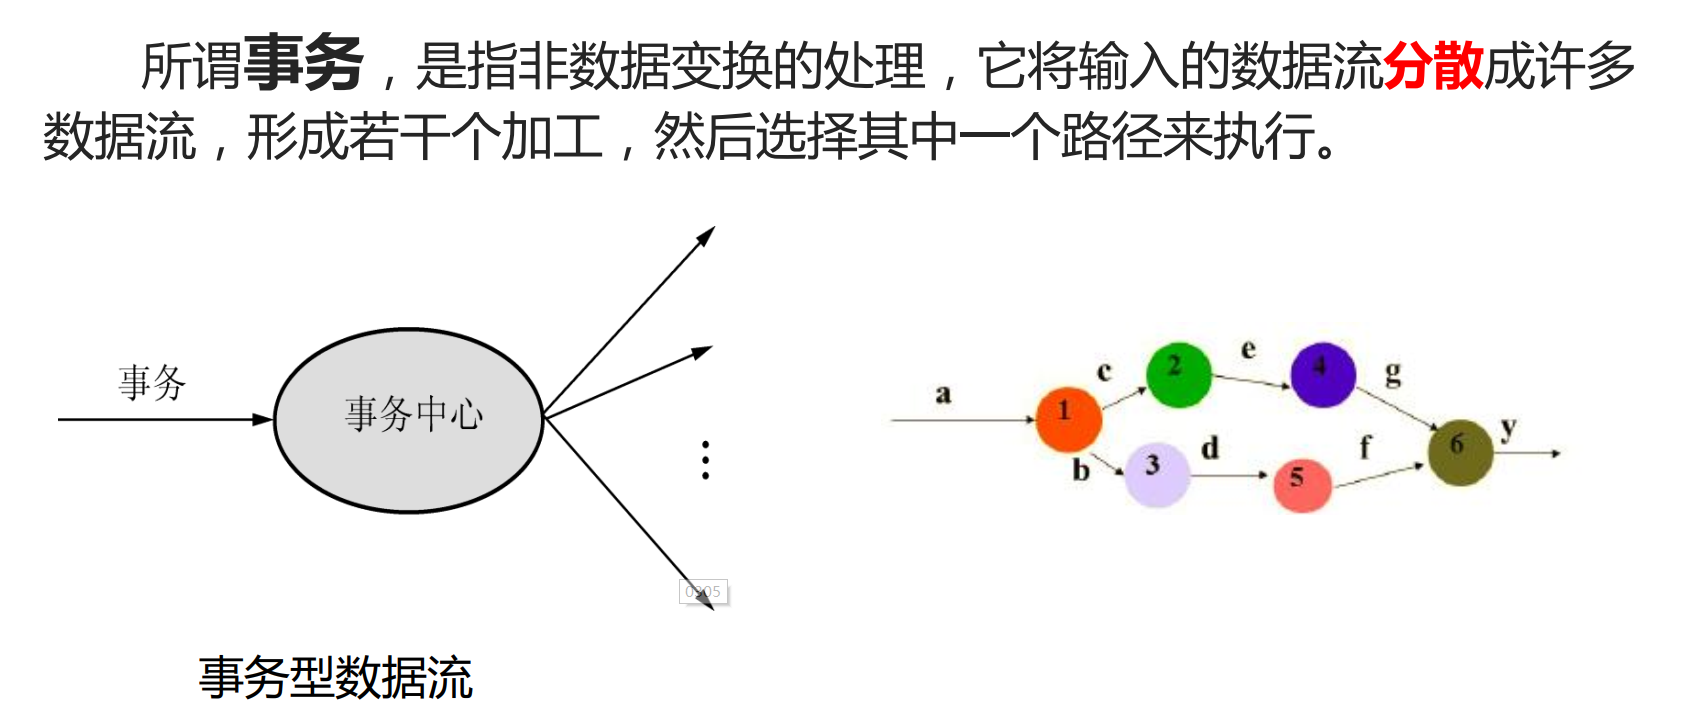 所谓事务，是指非数据变换的处理，它将输入的数据流分散成许多
数据流，形成若干个加工，然后选择其中一个路径来执行。
事务
事务中心
事务型数据流
a
1
c
2
e
4
g
b
3
d
5
f
6
y